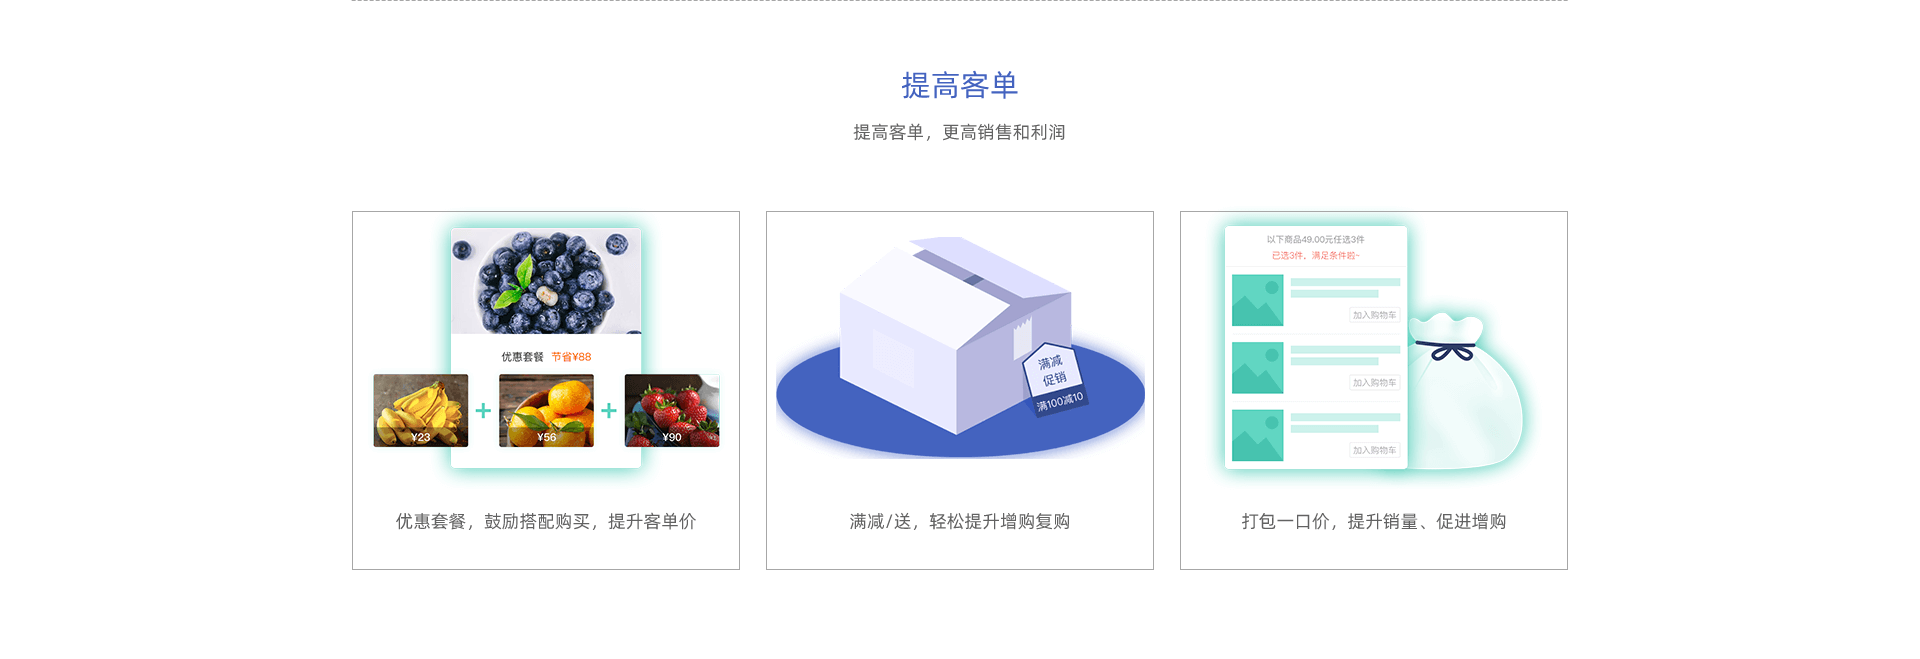 提高客单
提高客单，更高销售和利润
优惠套餐 节省¥88
¥23
¥56
¥90
优惠套餐，鼓励搭配购买，提升客单价
满减
促销
满100减10
满减/送，轻松提升增购复购
以下商品49.00元任选3件
已选3件，满足条件啦~
加入购物车
加入购物车
加入购物车
打包一口价，提升销量、促进增购